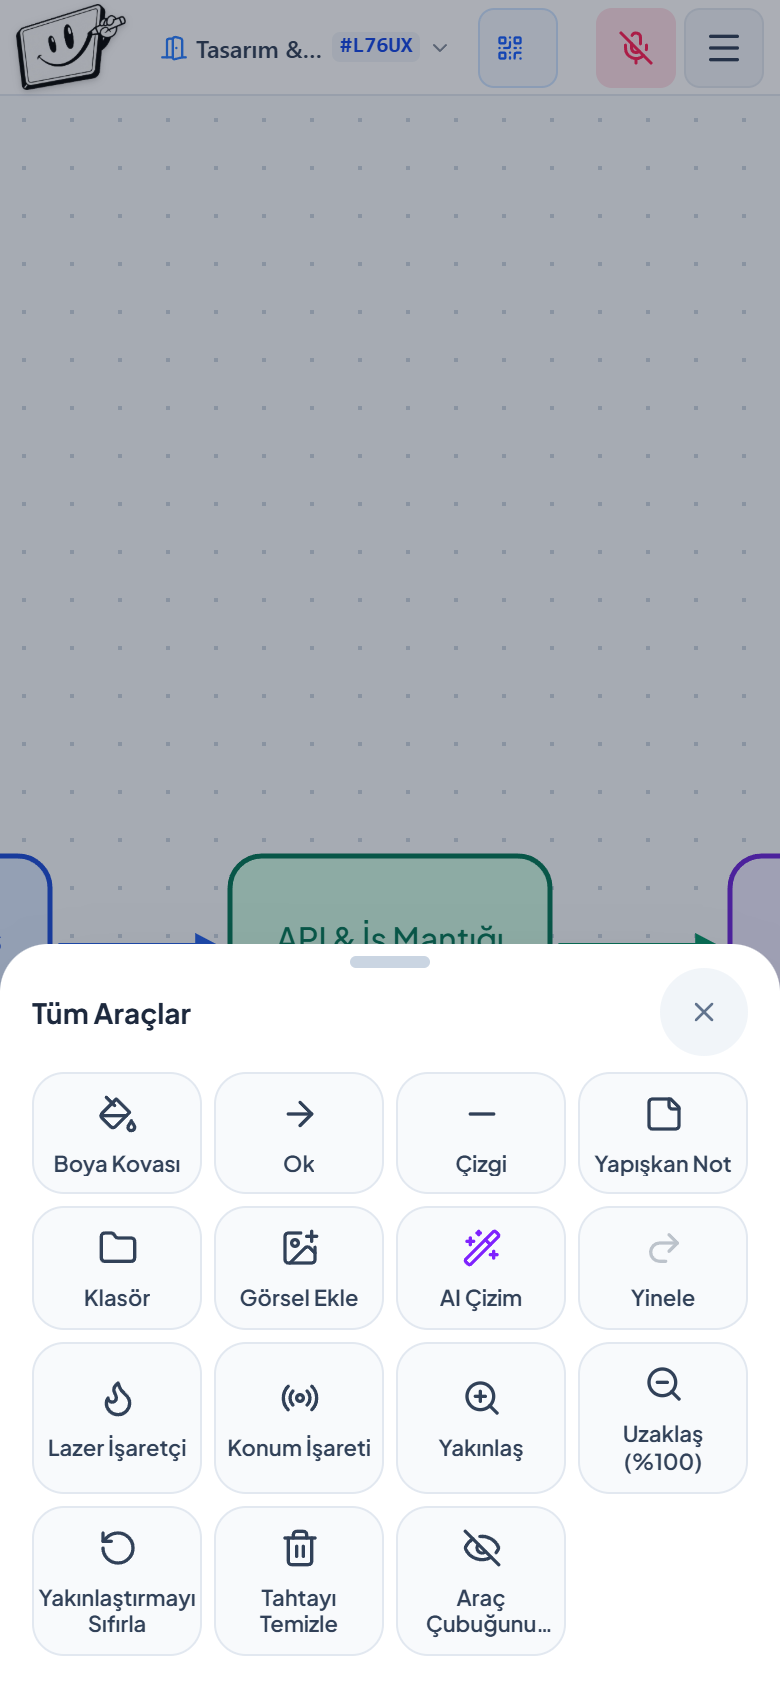 Tasarım &...
#L76UX
API & İş Mantığı
Tüm Araçlar
Boya Kovası
Ok
Çizgi
Yapışkan Not
Klasör
Görsel Ekle
AI Çizim
Yinele
Lazer İşaretçi
Konum İşareti
Yakınlaş
Uzaklaş
(%100)
Yakınlaştırmayı
Sıfırla
Tahtayı
Temizle
Araç
Çubuğunu...